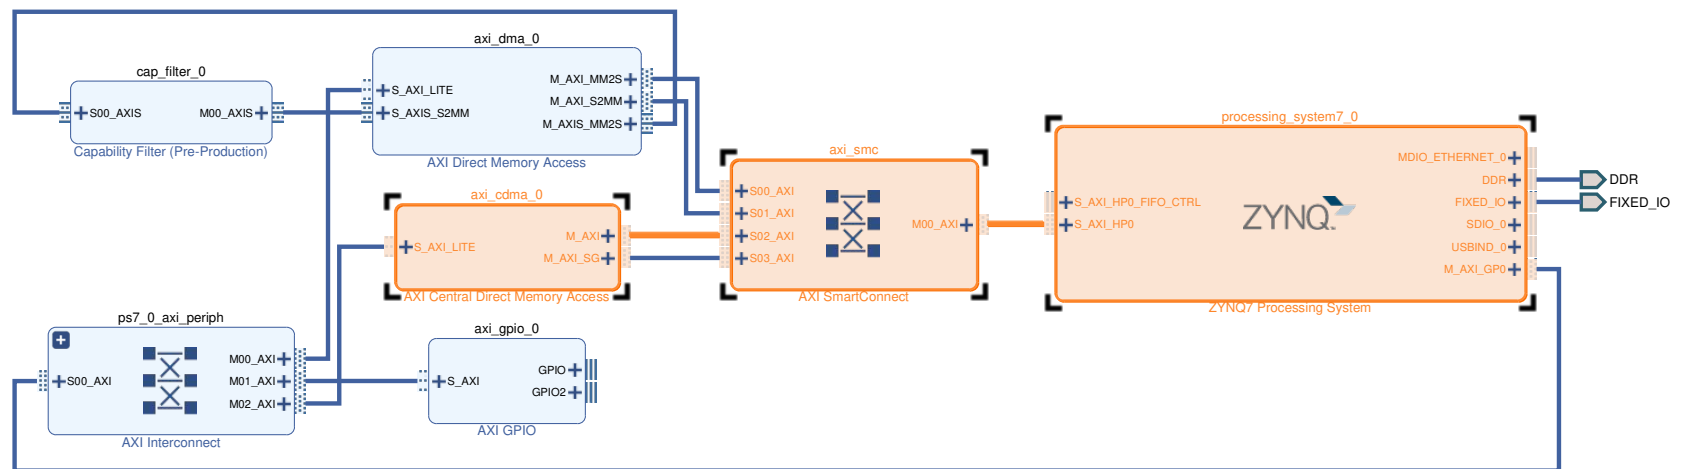 cap_filter_0
S00_AXIS
M00_AXIS
Capability Filter (Pre-Production)
axi_dma_0
S_AXI_LITE
S_AXIS_S2MM
M_AXI_MM2S
M_AXI_S2MM
M_AXIS_MM2S
AXI Direct Memory Access
axi_cdma_0
S_AXI_LITE
M_AXI
M_AXI_SG
AXI Central Direct Memory Access
axi_smc
S00_AXI
S01_AXI
S02_AXI
S03_AXI
M00_AXI
AXI SmartConnect
processing_system7_0
S_AXI_HP0_FIFO_CTRL
S_AXI_HP0
ZYNQ
MDIO_ETHERNET_0
DDR
FIXED_IO
SDIO_0
USBIND_0
M_AXI_GP0
ZYNQ7 Processing System
DDR
FIXED_IO
ps7_0_axi_periph
S00_AXI
M00_AXI
M01_AXI
M02_AXI
AXI Interconnect
axi_gpio_0
S_AXI
GPIO
GPIO2
AXI GPIO